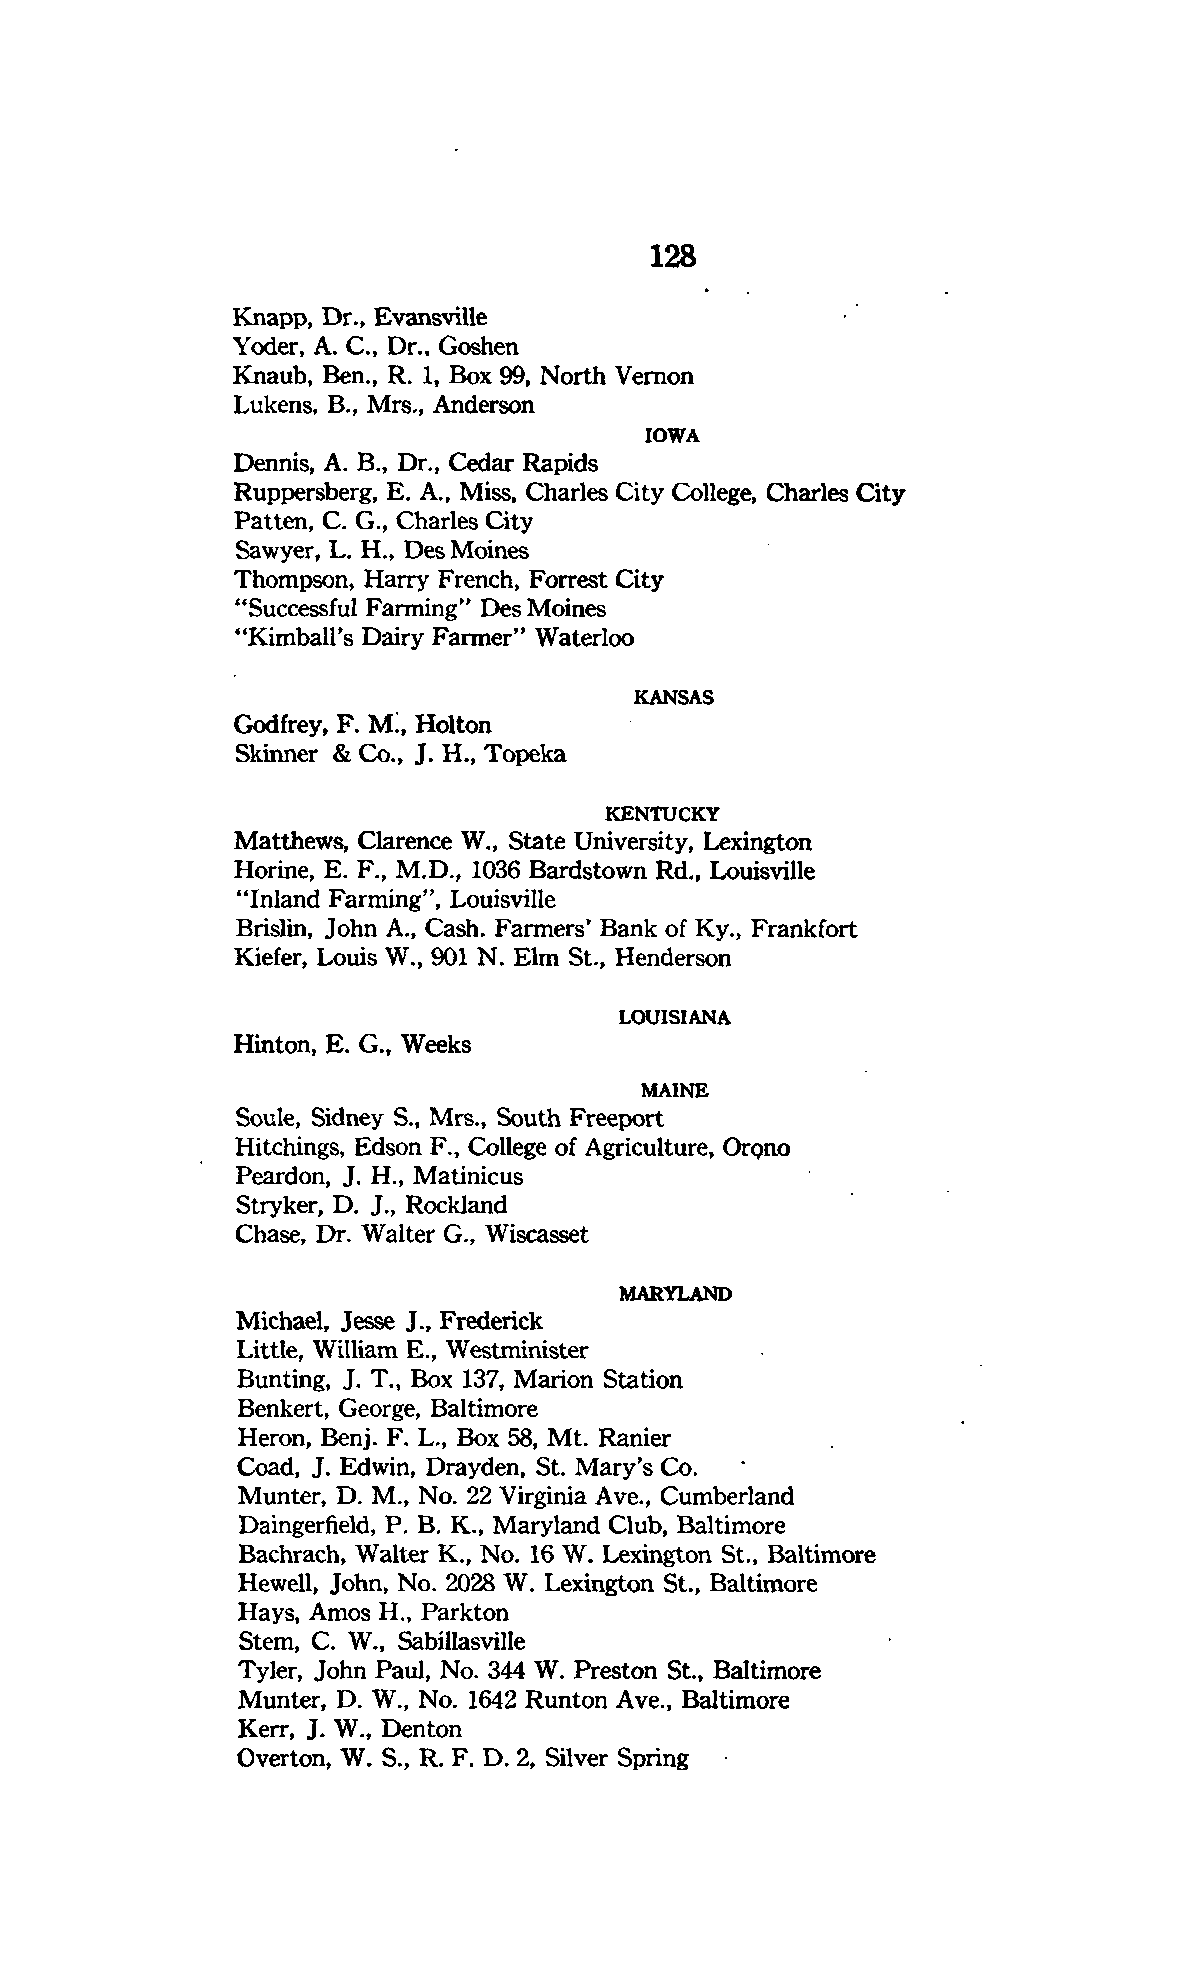 128
Knapp, Dr., Evansville
Yoder, A. C., Dr., Goshen
Knaub, Ben., R. 1, Box 99, North Vernon
Lukens, B., Mrs., Anderson
IOWA
Dennis, A. B., Dr., Cedar Rapids
Ruppersberg, E. A., Miss, Charles City College, Charles City
Patten, C. G., Charles City
Sawyer, L. H., Des Moines
Thompson, Harry French, Forrest City
"Successful Farming" Des Moines
"Kimball's Dairy Farmer" Waterloo
KANSAS
Godfrey, F. M., Holton
Skinner & Co., J. H., Topeka
KENTUCKY
Matthews, Clarence W., State University, Lexington
Horine, E. F., M.D., 1036 Bardstown Rd., Louisville
"Inland Farming", Louisville
Brislin, John A., Cash. Farmers' Bank of Ky., Frankfort
Kiefer, Louis W., 901 N. Elm St., Henderson
LOUISIANA
Hinton, E. G., Weeks
MAINE
Soule, Sidney S., Mrs., South Freeport
Hitchings, Edson F., College of Agriculture, Orono
Peardon, J. H., Matinicus
Stryker, D. J., Rockland
Chase, Dr. Walter G., Wiscasset
MARYLAND
Michael, Jesse J., Frederick
Little, William E., Westminister
Bunting, J. T., Box 137, Marion Station
Benkert, George, Baltimore
Heron, Benj. F. L., Box 58, Mt. Ranier
Coad, J. Edwin, Drayden, St. Mary's Co.
Munter, D. M., No. 22 Virginia Ave., Cumberland
Daingerfield, P. B. K., Maryland Club, Baltimore
Bachrach, Walter K., No. 16 W. Lexington St., Baltimore
Hewell, John, No. 2028 W. Lexington St., Baltimore
Hays, Amos H., Parkton
Stem, C. W., Sabillasville
Tyler, John Paul, No. 344 W. Preston St., Baltimore
Munter, D. W., No. 1642 Runton Ave., Baltimore
Kerr, J. W., Denton
Overton, W. S., R. F. D. 2, Silver Spring